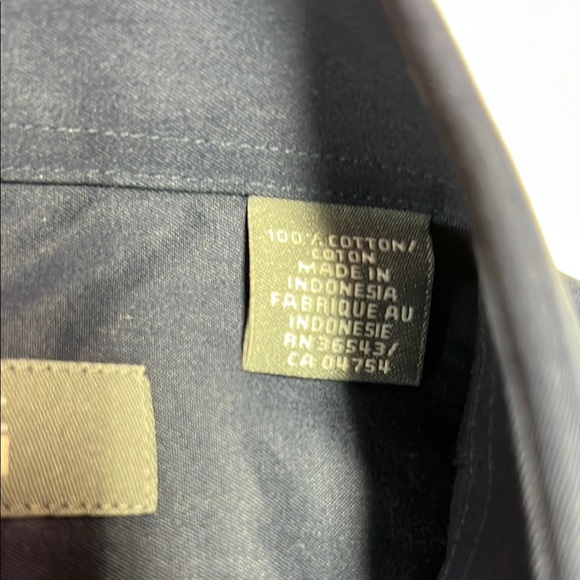 100% COTTON/
COTON
MADE IN
INDONESIA
FABRIQUE AU
INDONESIE
RN 36543/
CA 04754